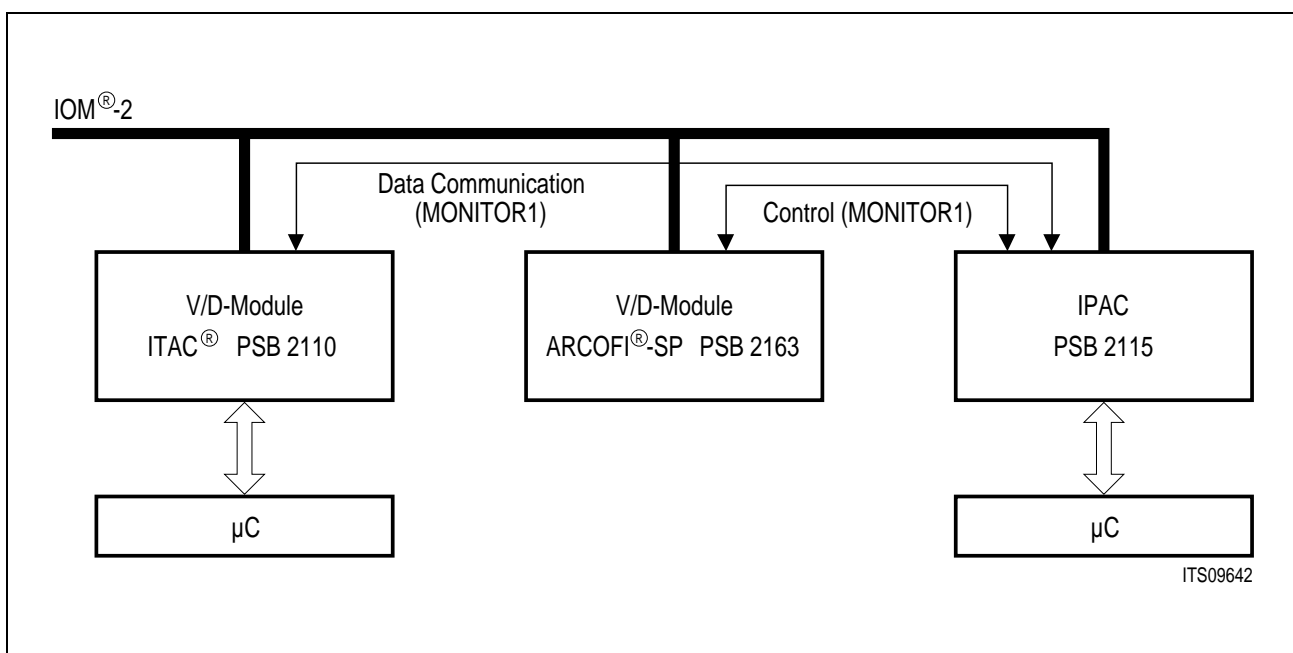 IOM®-2
Data Communication
(MONITOR1)
Control (MONITOR1)
V/D-Module
ITAC® PSB 2110
V/D-Module
ARCOFI®-SP PSB 2163
IPAC
PSB 2115
µC
µC
ITS09642